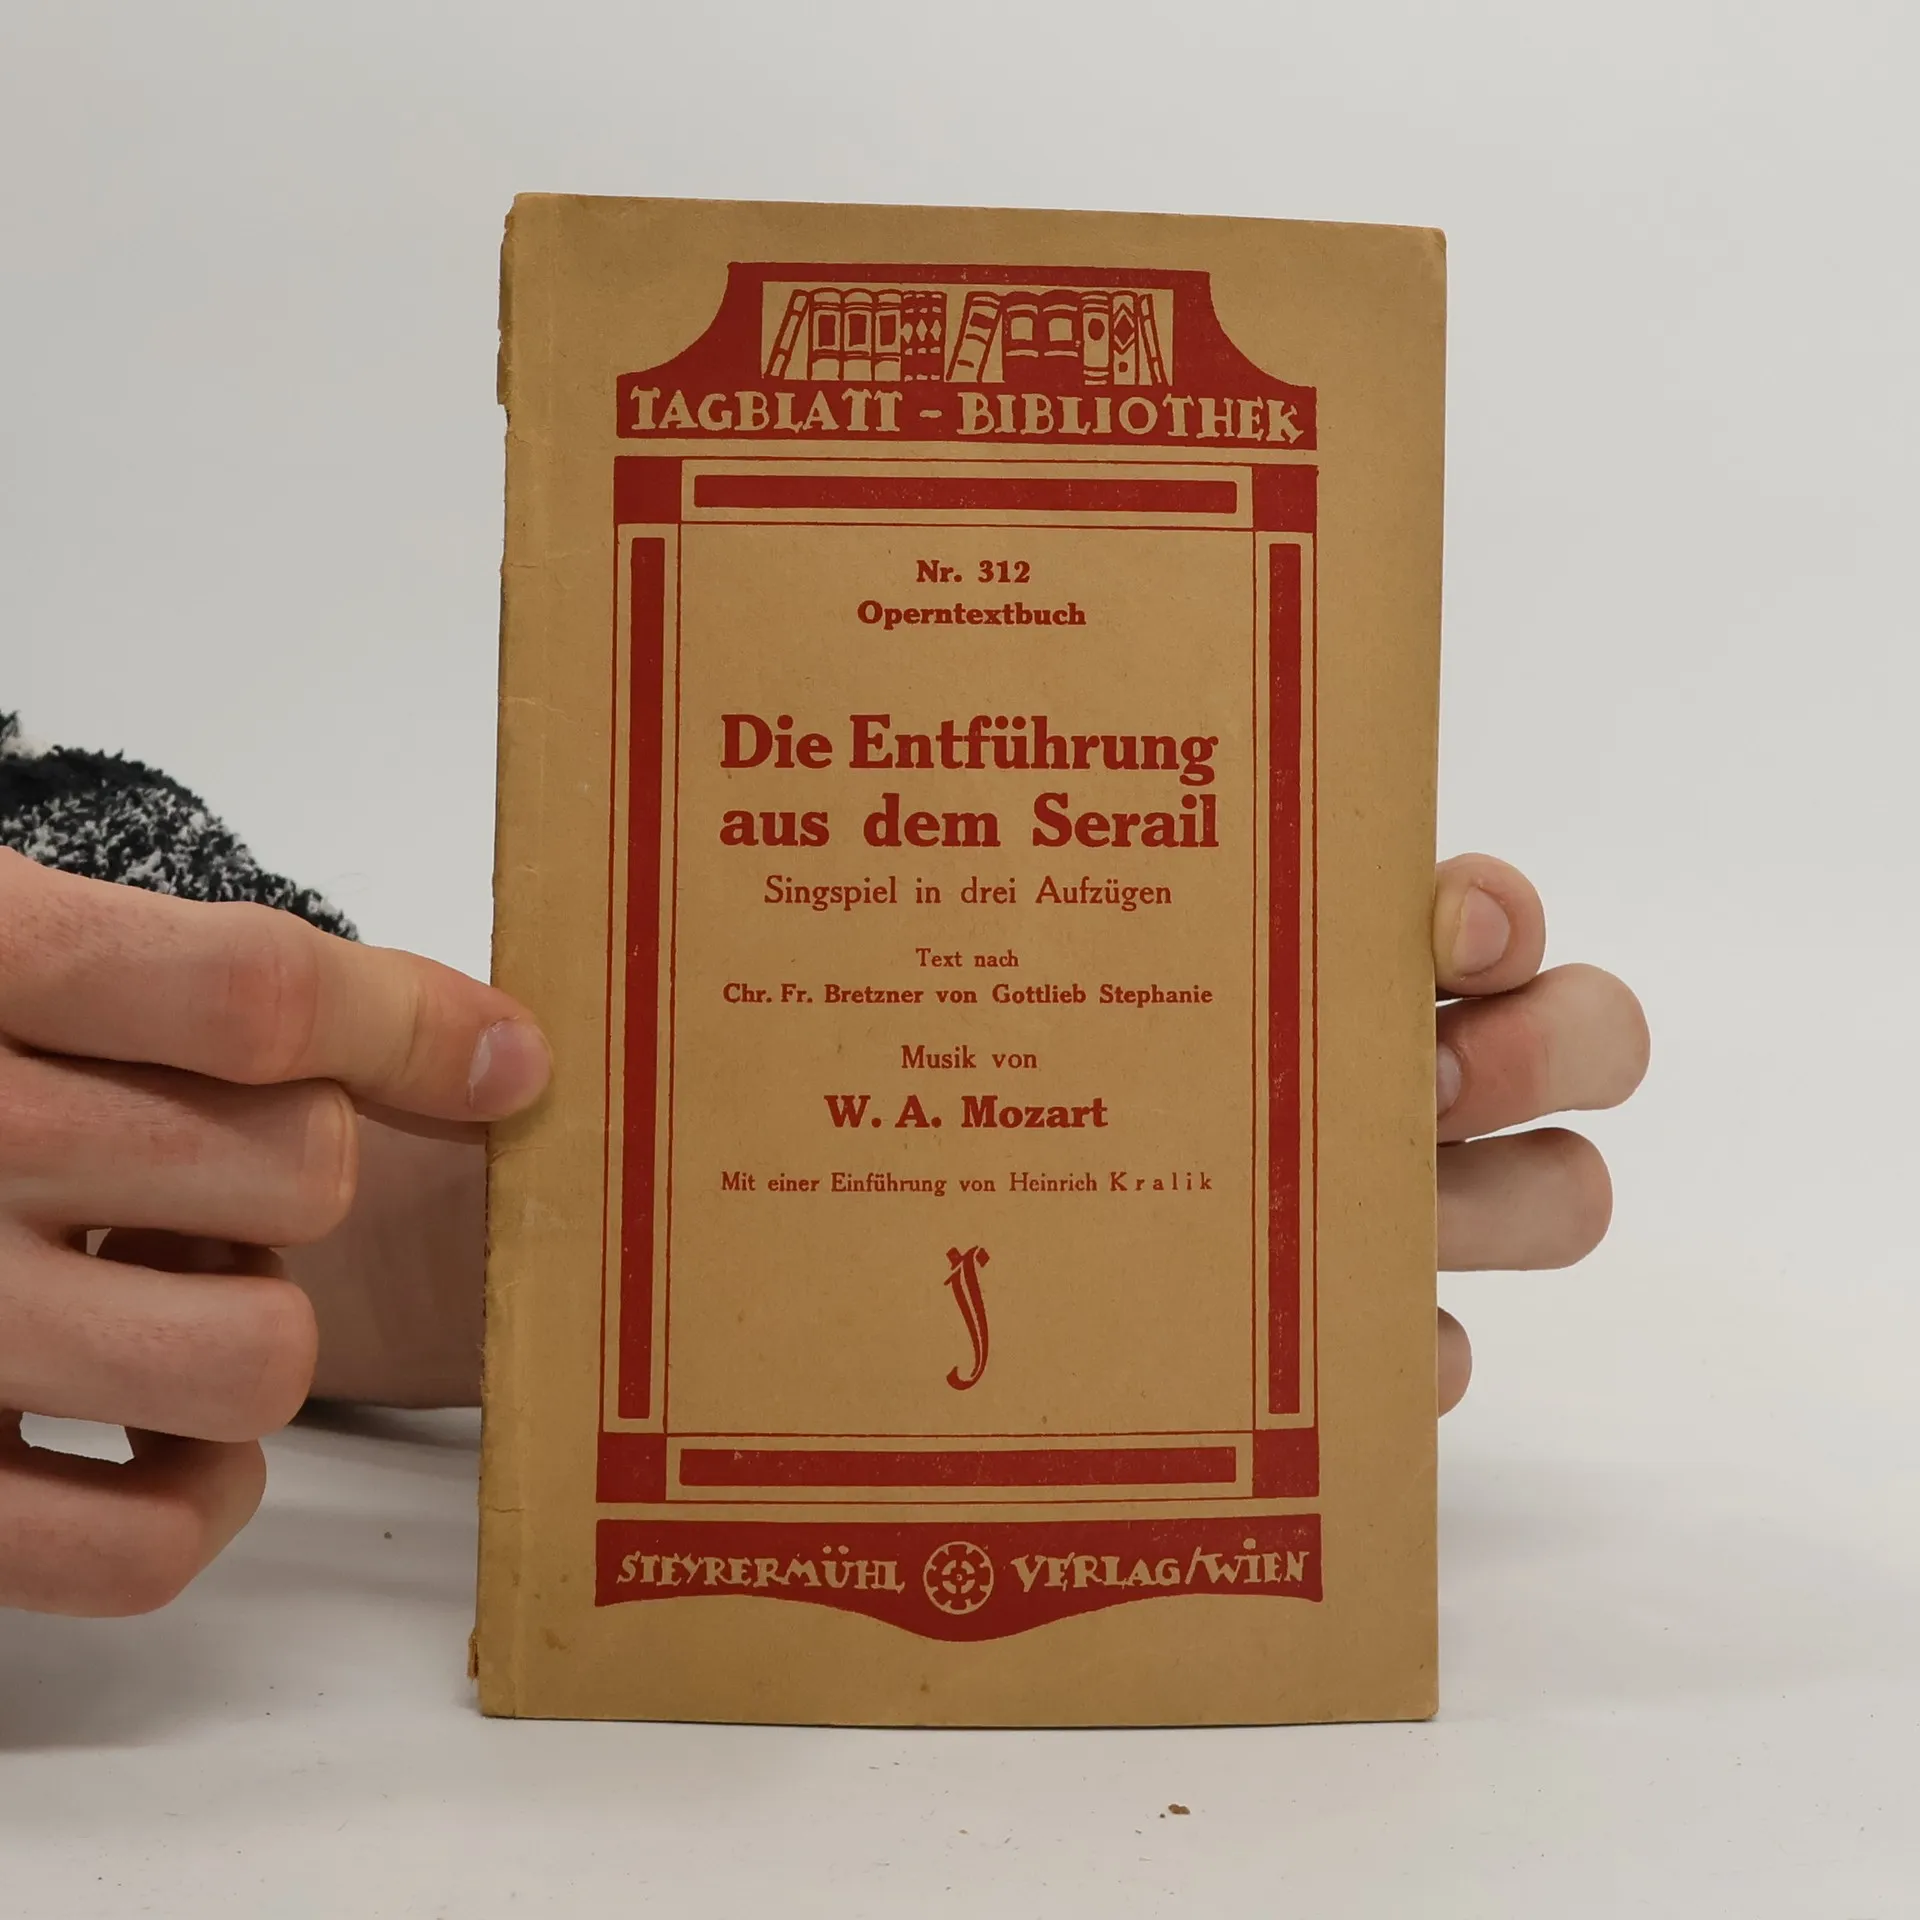 TAGBLATT - BIBLIOTHEK
Nr. 312
Operntextbuch
Die Entführung
aus dem Serail
Singspiel in drei Aufzügen
Text nach
Chr. Fr. Bretzner von Gottlieb Stephanie
Musik von
W. A. Mozart
Mit einer Einführung von Heinrich Kralik
STEYRERMÜHL VERLAG/WIEN